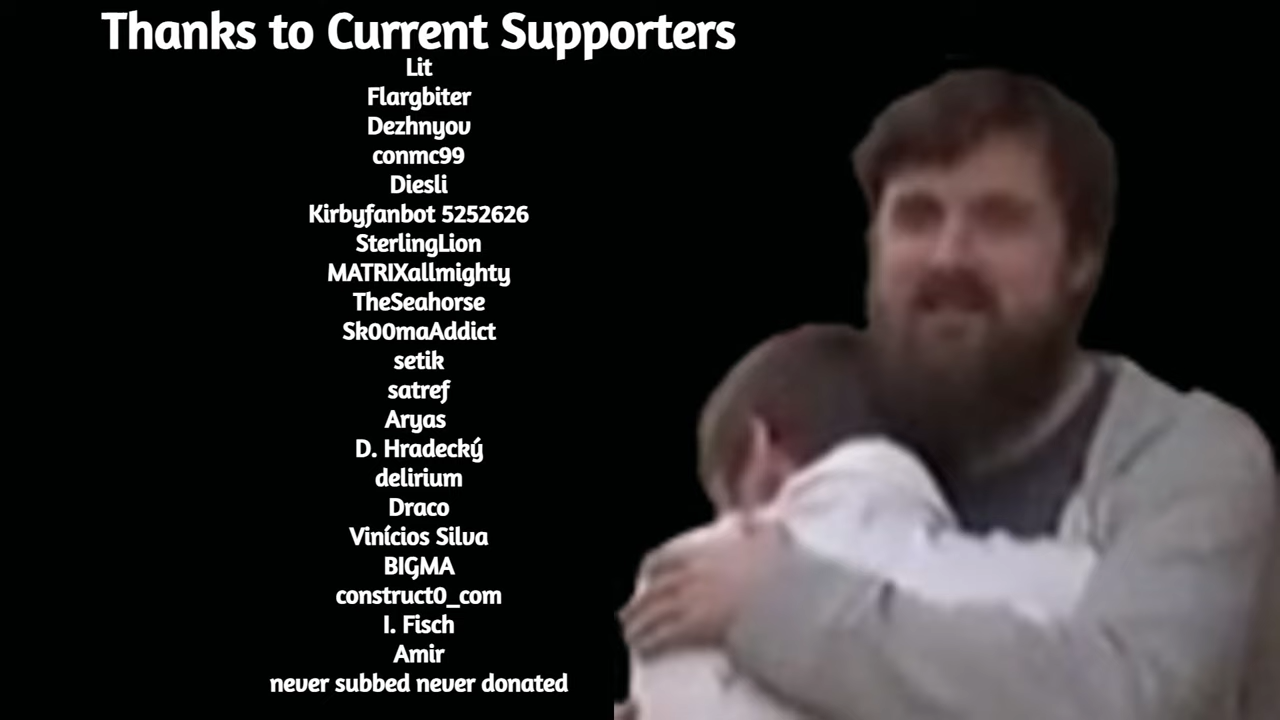 Thanks to Current Supporters
Lit
Flargbiter
Dezhnyov
conmc99
Diesli
Kirbyfanbot 5252626
SterlingLion
MATRIXallmighty
TheSeahorse
Sk00maAddict
setik
satref
Aryas
D. Hradecký
delirium
Draco
Vinícios Silva
BIGMA
construct0_com
I. Fisch
Amir
never subbed never donated